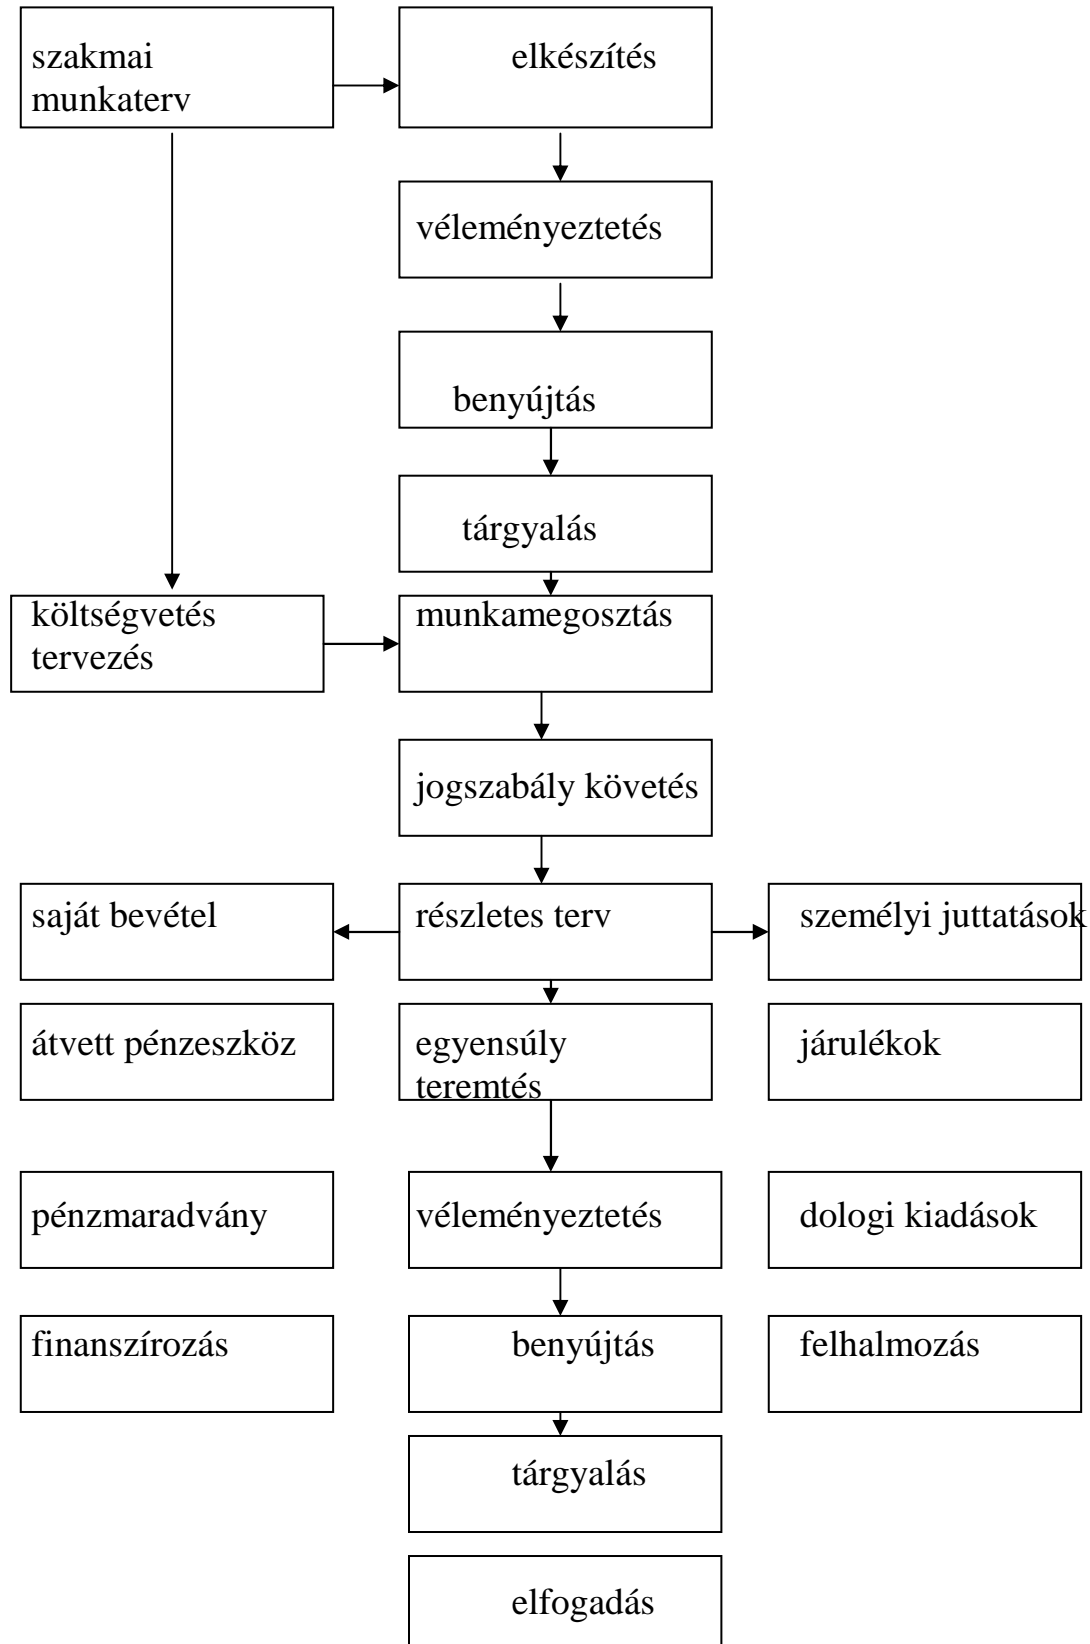 szakmai
munkaterv
elkészítés
véleményeztetés
benyújtás
tárgyalás
költségvetés
tervezés
munkamegosztás
jogszabály követés
saját bevétel
részletes terv
személyi juttatások
átvett pénzeszköz
egyensúly
teremtés
járulékok
pénzmaradvány
véleményeztetés
dologi kiadások
finanszírozás
benyújtás
felhalmozás
tárgyalás
elfogadás